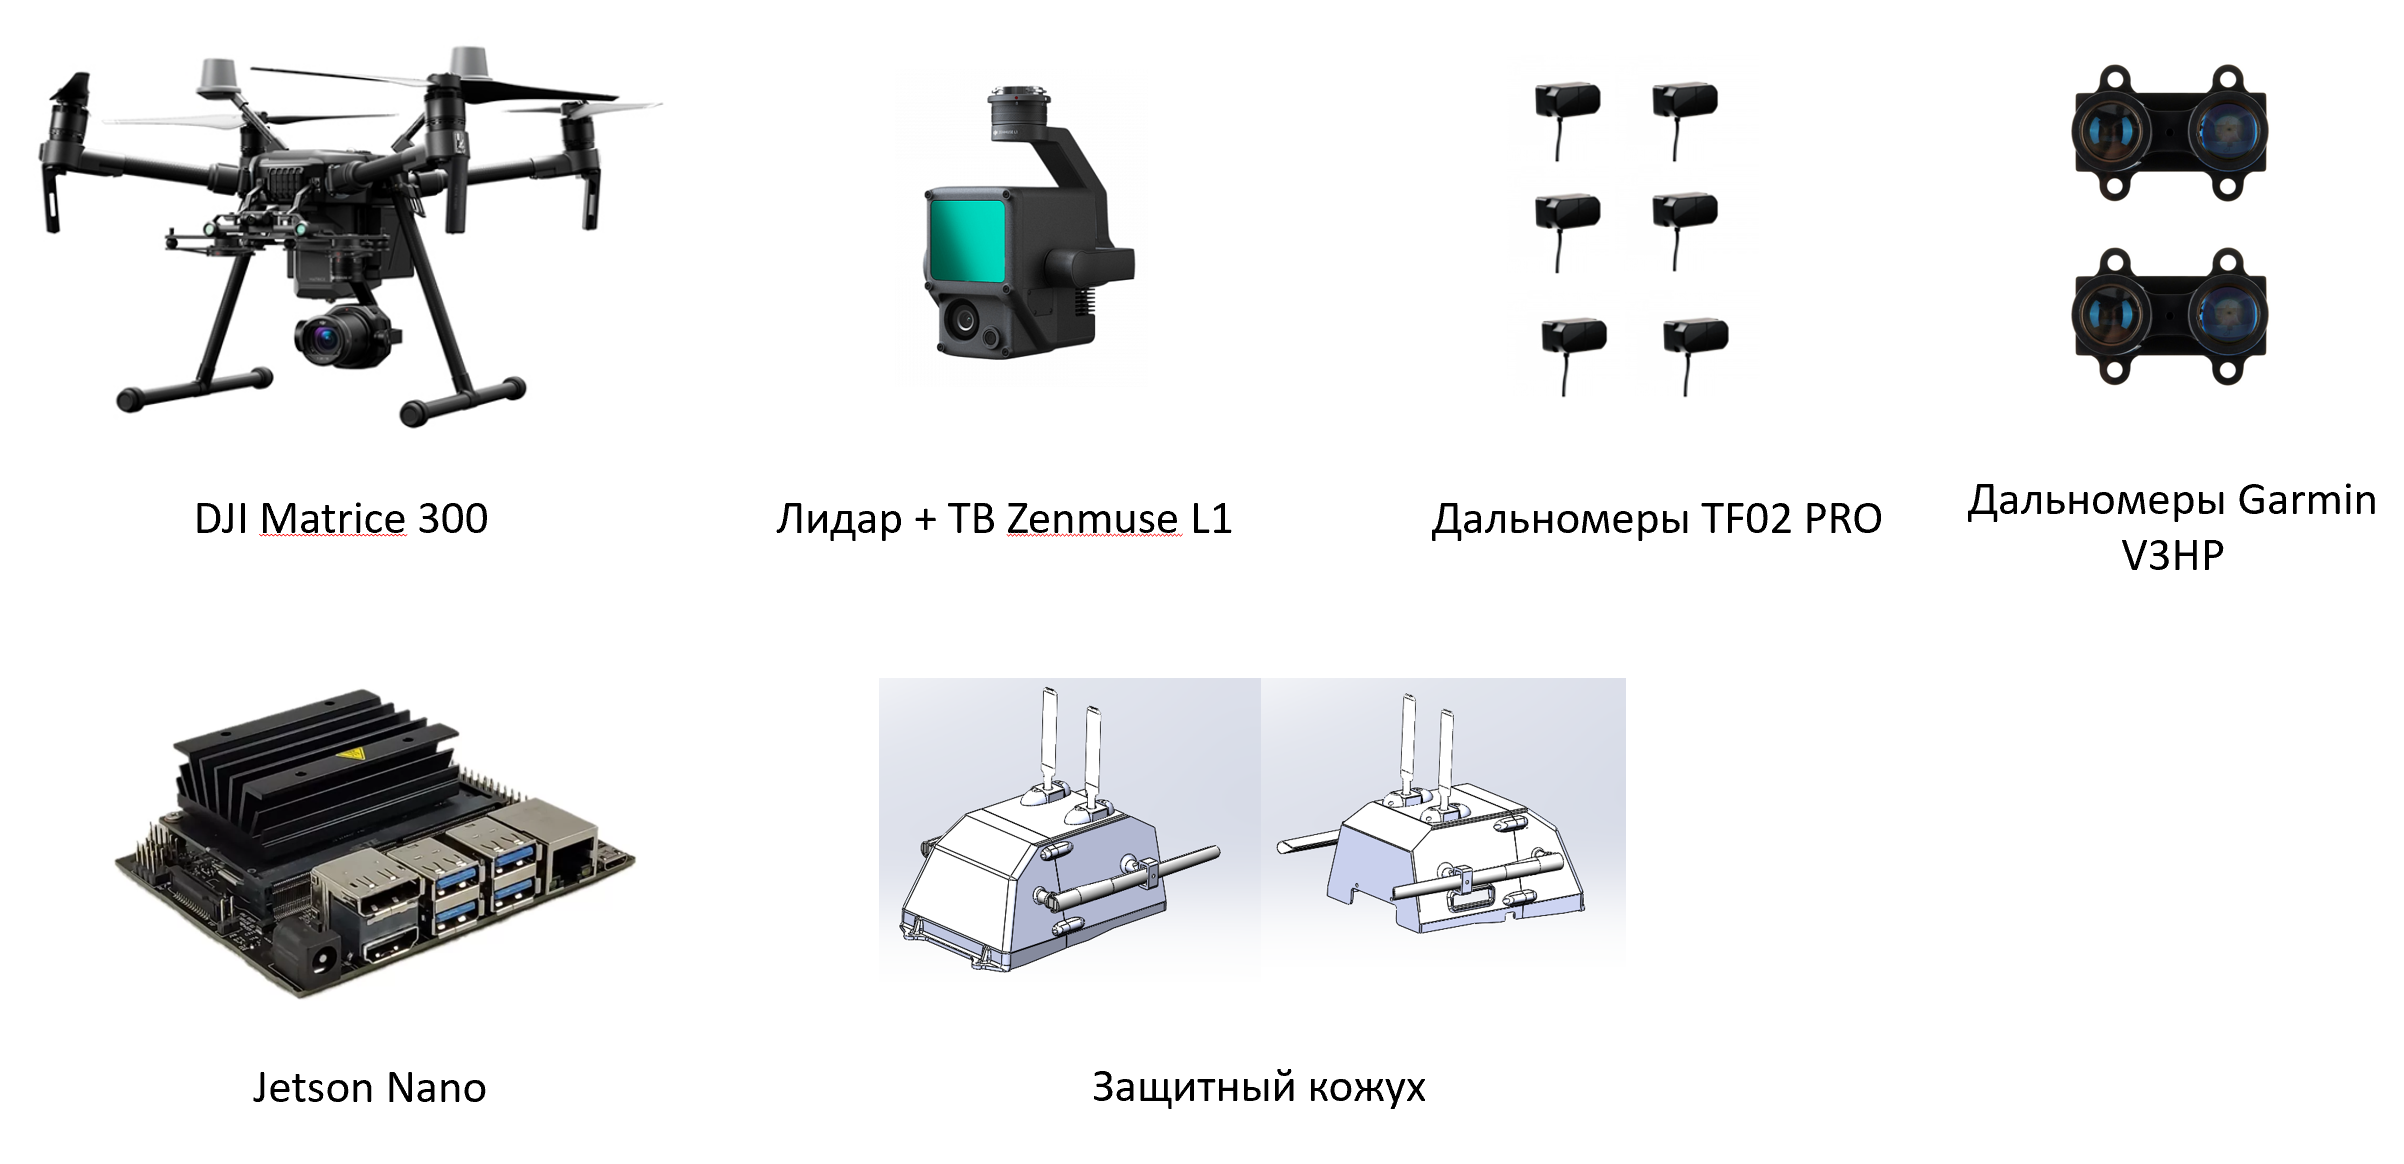 DJI Matrice 300
Лидар + ТВ Zenmuse L1
Дальномеры TF02 PRO
Дальномеры Garmin
V3HP
Jetson Nano
Защитный кожух